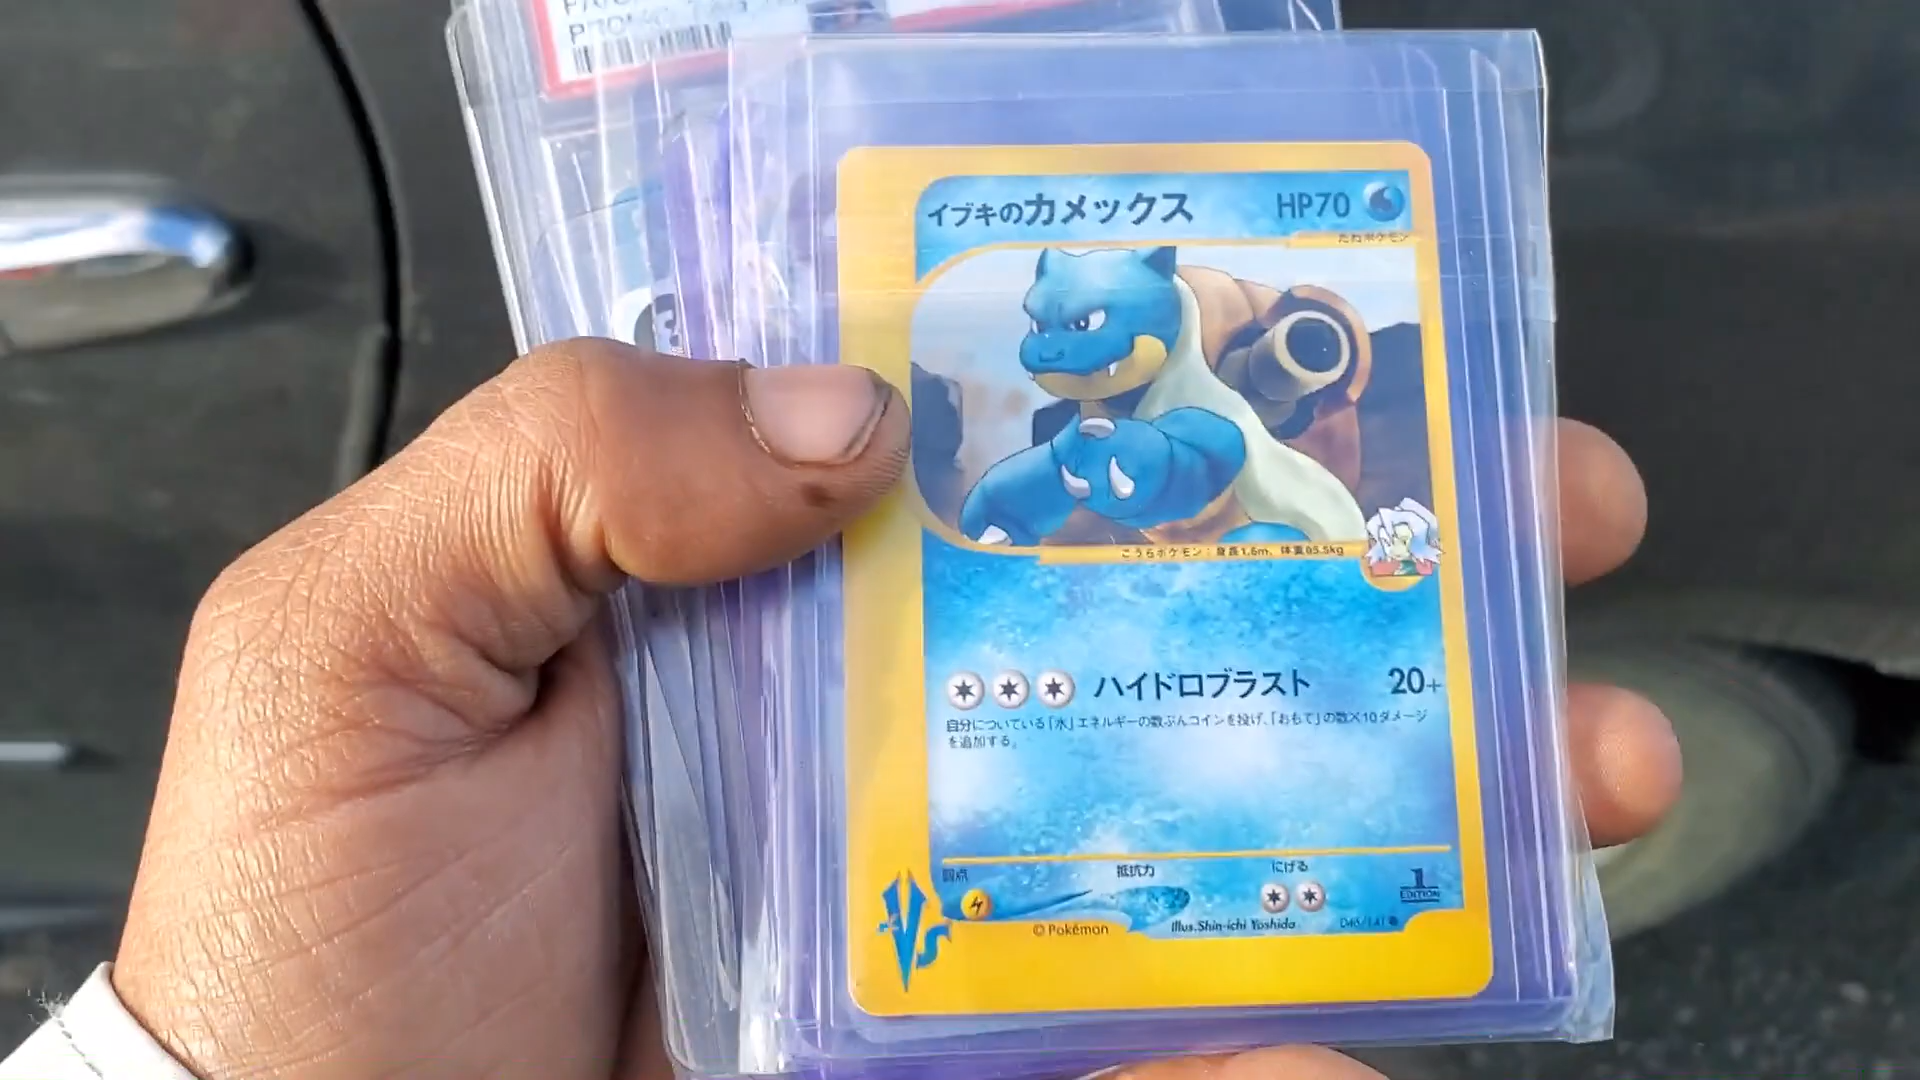 イブキのカメックス HP70
たねポケモン
こうらポケモン:身長1.6m、体重85.5kg
ハイドロブラスト 20+
自分についている「水」エネルギーの数ぶんコインを投げ、「おもて」の数×10ダメージ
を追加する。
弱点 抵抗力 にげる
1
EDITION
VS
© Pokémon Illus.Shin-ichi Yoshida /141